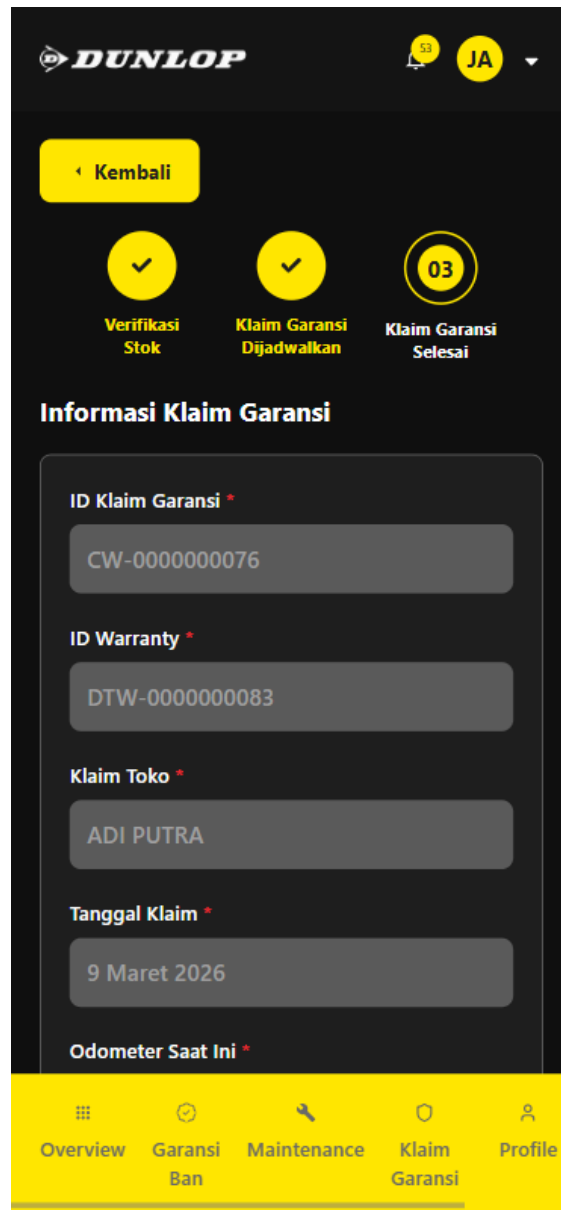 DUNLOP
53
JA
Kembali
03
Verifikasi
Stok
Klaim Garansi
Dijadwalkan
Klaim Garansi
Selesai
Informasi Klaim Garansi
ID Klaim Garansi *
CW-0000000076
ID Warranty *
DTW-0000000083
Klaim Toko *
ADI PUTRA
Tanggal Klaim *
9 Maret 2026
Odometer Saat Ini *
Overview
Garansi
Ban
Maintenance
Klaim
Garansi
Profile